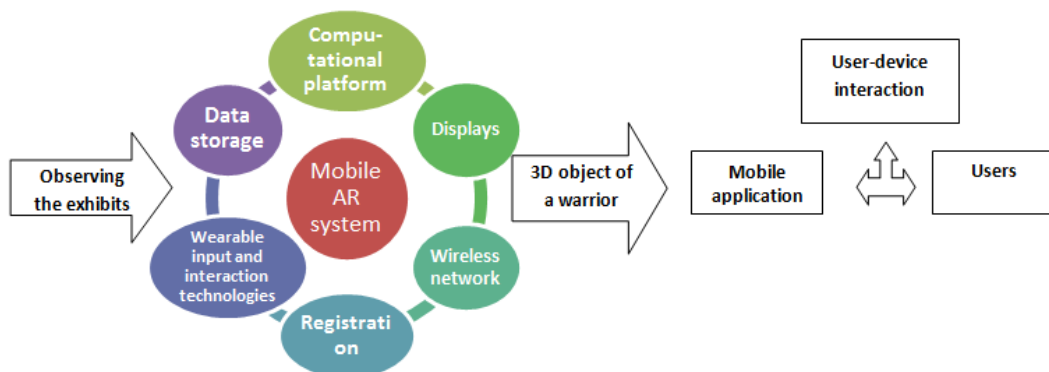 Observing
the exhibits
Compu-
tational
platform
Data
storage
Displays
Mobile
AR
system
Wearable
input and
interaction
technologies
Wireless
network
Registrati
on
3D object of
a warrior
User-device
interaction
Mobile
application
Users